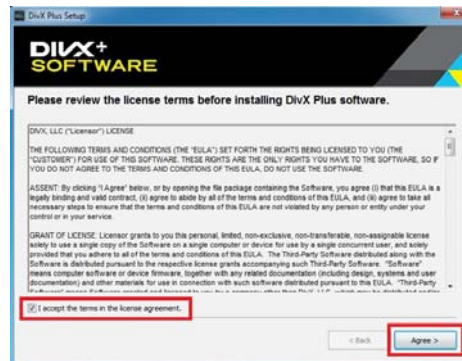 DivX Plus Setup
DIVX+
SOFTWARE
Please review the license terms before installing DivX Plus software.
DIVX, LLC ("Licensor") LICENSE
THE FOLLOWING TERMS AND CONDITIONS (THE "EULA") SET FORTH THE RIGHTS BEING LICENSED TO YOU (THE
"CUSTOMER") FOR USE OF THIS SOFTWARE. THESE RIGHTS ARE THE ONLY RIGHTS YOU HAVE TO THE SOFTWARE, SO IF
YOU DO NOT AGREE TO THE TERMS AND CONDITIONS OF THIS EULA, DO NOT USE THE SOFTWARE.
ASSENT: By clicking "I Agree" below, or by opening the file package containing the Software, you agree (i) that this EULA is a
legally binding and valid contract, (ii) agree to abide by all of the terms and conditions of this EULA, and (iii) agree to take all
necessary steps to ensure that the terms and conditions of this EULA are not violated by any person or entity under your
control or in your service.
GRANT OF LICENSE: Licensor grants to you this personal, limited, non-exclusive, non-transferable, non-assignable license
solely to use a single copy of the Software on a single computer or device for use by a single concurrent user, and solely
provided that you adhere to all of the terms and conditions of this EULA. The Third-Party Software distributed along with the
Software is distributed pursuant to the respective license grants accompanying such Third-Party Software. "Software"
means computer software or device firmware, together with any related documentation (including design, systems and user
documentation) and other materials for use in connection with such software distributed pursuant to this EULA. "Third-Party
I accept the terms in the license agreement.
< Back
Agree >